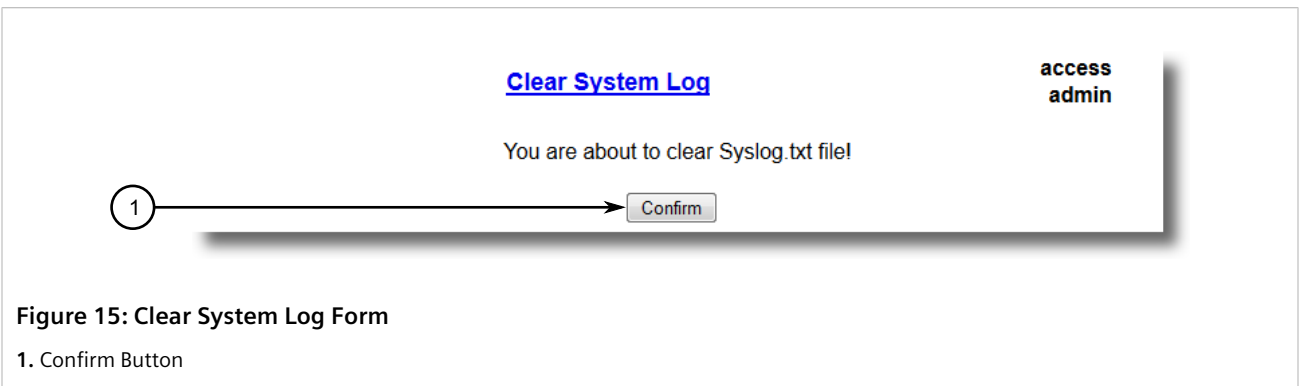 Clear System Log
access
admin
You are about to clear Syslog.txt file!
1
Confirm
Figure 15: Clear System Log Form
1. Confirm Button